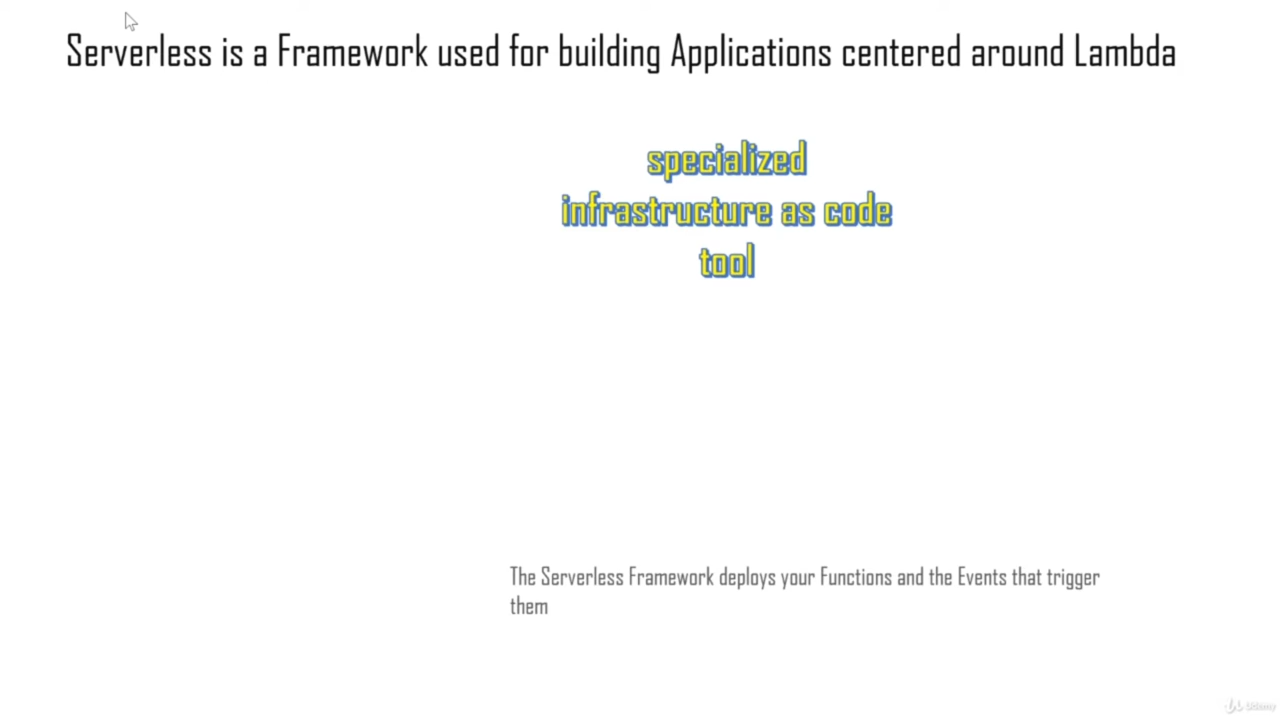 Serverless is a Framework used for building Applications centered around Lambda
specialized
infrastructure as code
tool
The Serverless Framework deploys your Functions and the Events that trigger
them
Udemy